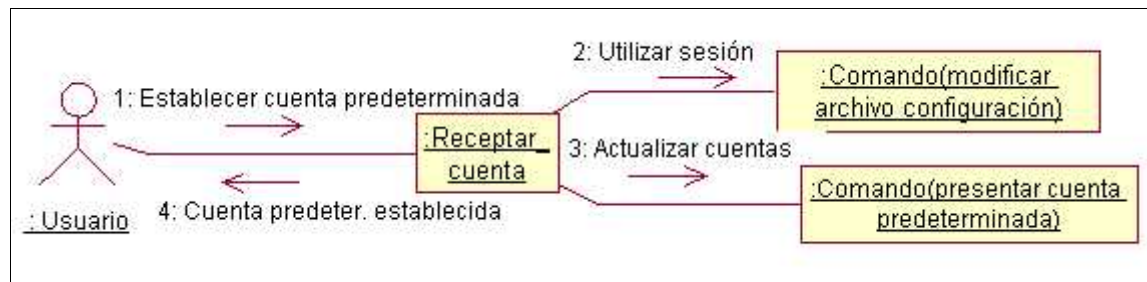 2: Utilizar sesión
:Comando(modificar
archivo configuración)
1: Establecer cuenta predeterminada
:Receptar_
cuenta
3: Actualizar cuentas
:Comando(presentar cuenta
predeterminada)
4: Cuenta predeter. establecida
: Usuario